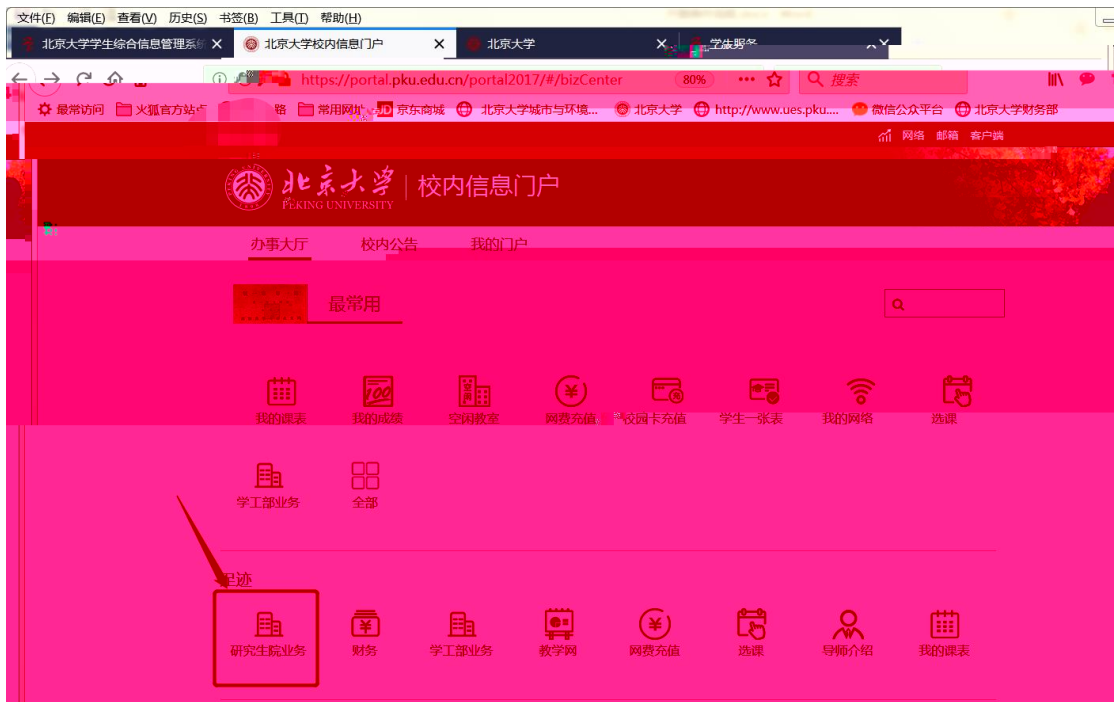 文件(F) 编辑(E) 查看(V) 历史(S) 书签(B) 工具(T) 帮助(H)
北京大学学生综合信息管理系统 北京大学校内信息门户 北京大学
https://portal.pku.edu.cn/portal2017/#/bizCenter 80% 搜索
最常访问 火狐官方站点 常用网址 JD 京东商城 北京大学城市与环境... 北京大学 http://www.ues.pku.... 微信公众平台 北京大学财务部
网络 邮箱 客户端
北京大学 校内信息门户
PEKING UNIVERSITY
办事大厅 校内公告 我的门户
最常用
我的课表 我的成绩 空闲教室 网费充值 校园卡充值 学生一张表 我的网络 选课
学工部业务 全部
足迹
研究生院业务 财务 学工部业务 教学网 网费充值 选课 导师介绍 我的课表